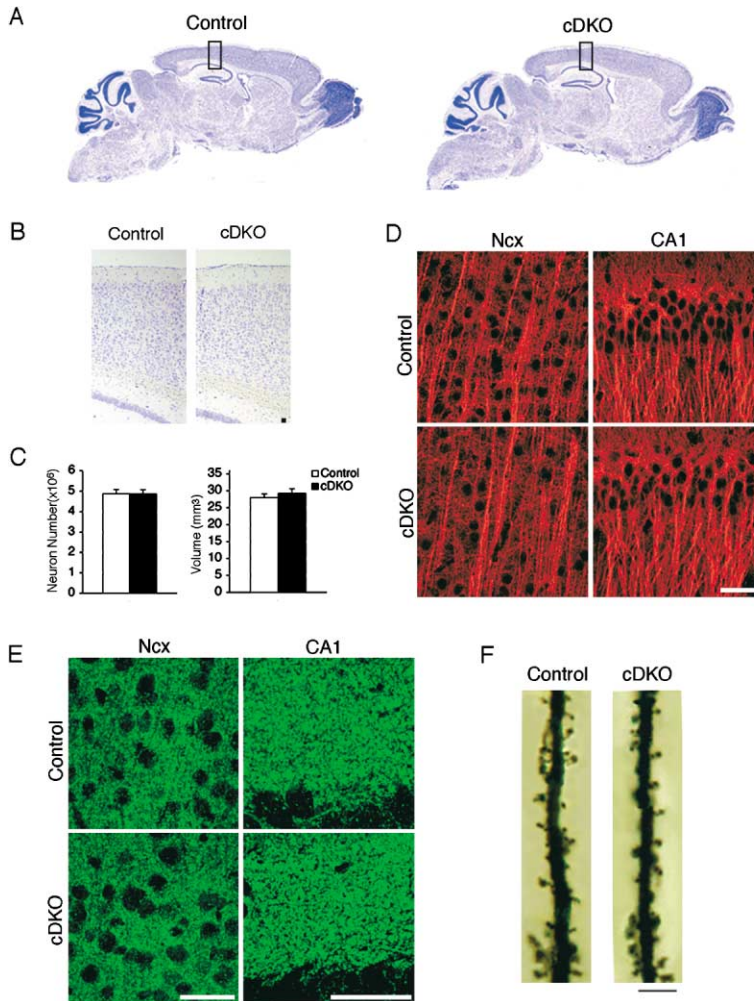 A
Control
cDKO
B
Control
cDKO
C
Neuron Number(x10⁶)
6
5
4
3
2
1
0
Volume (mm³)
35
30
25
20
15
10
5
0
Control
cDKO
D
Ncx
CA1
Control
cDKO
E
Ncx
CA1
Control
cDKO
F
Control
cDKO